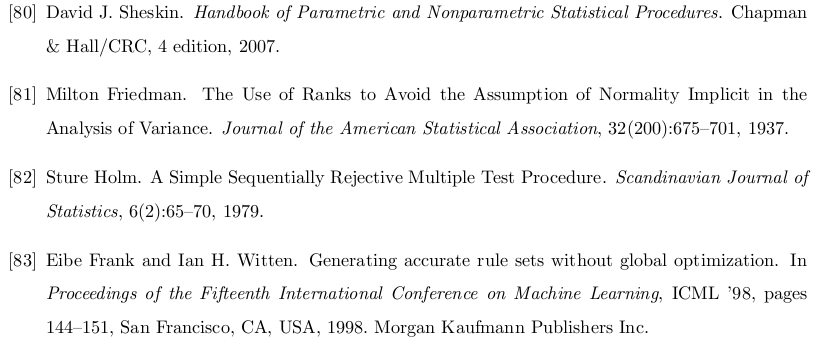 [80] David J. Sheskin. Handbook of Parametric and Nonparametric Statistical Procedures. Chapman
& Hall/CRC, 4 edition, 2007.
[81] Milton Friedman. The Use of Ranks to Avoid the Assumption of Normality Implicit in the
Analysis of Variance. Journal of the American Statistical Association, 32(200):675–701, 1937.
[82] Sture Holm. A Simple Sequentially Rejective Multiple Test Procedure. Scandinavian Journal of
Statistics, 6(2):65–70, 1979.
[83] Eibe Frank and Ian H. Witten. Generating accurate rule sets without global optimization. In
Proceedings of the Fifteenth International Conference on Machine Learning, ICML ’98, pages
144–151, San Francisco, CA, USA, 1998. Morgan Kaufmann Publishers Inc.